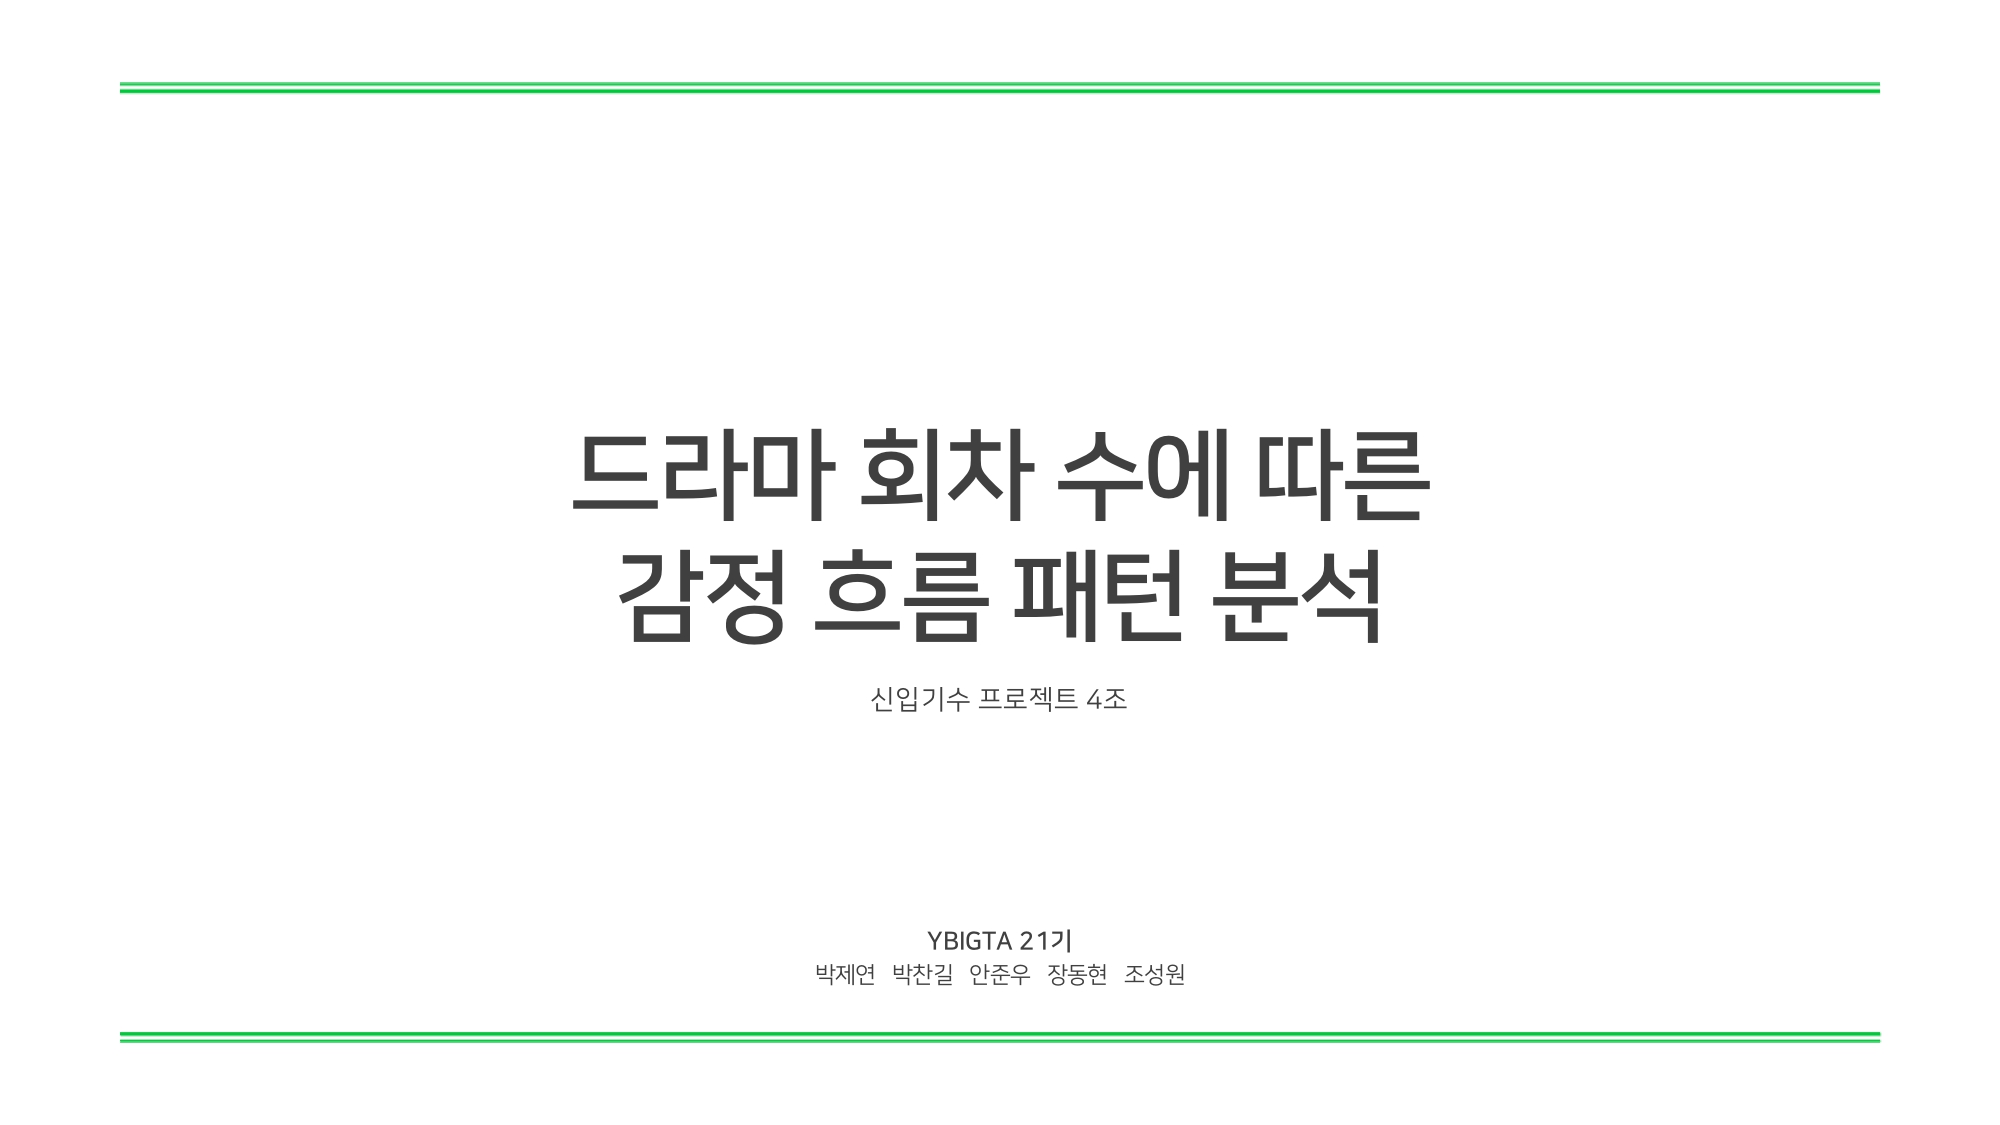 드라마 회차 수에 따른
감정 흐름 패턴 분석
신입기수 프로젝트 4조
YBIGTA 21기
박제연 박찬길 안준우 장동현 조성원